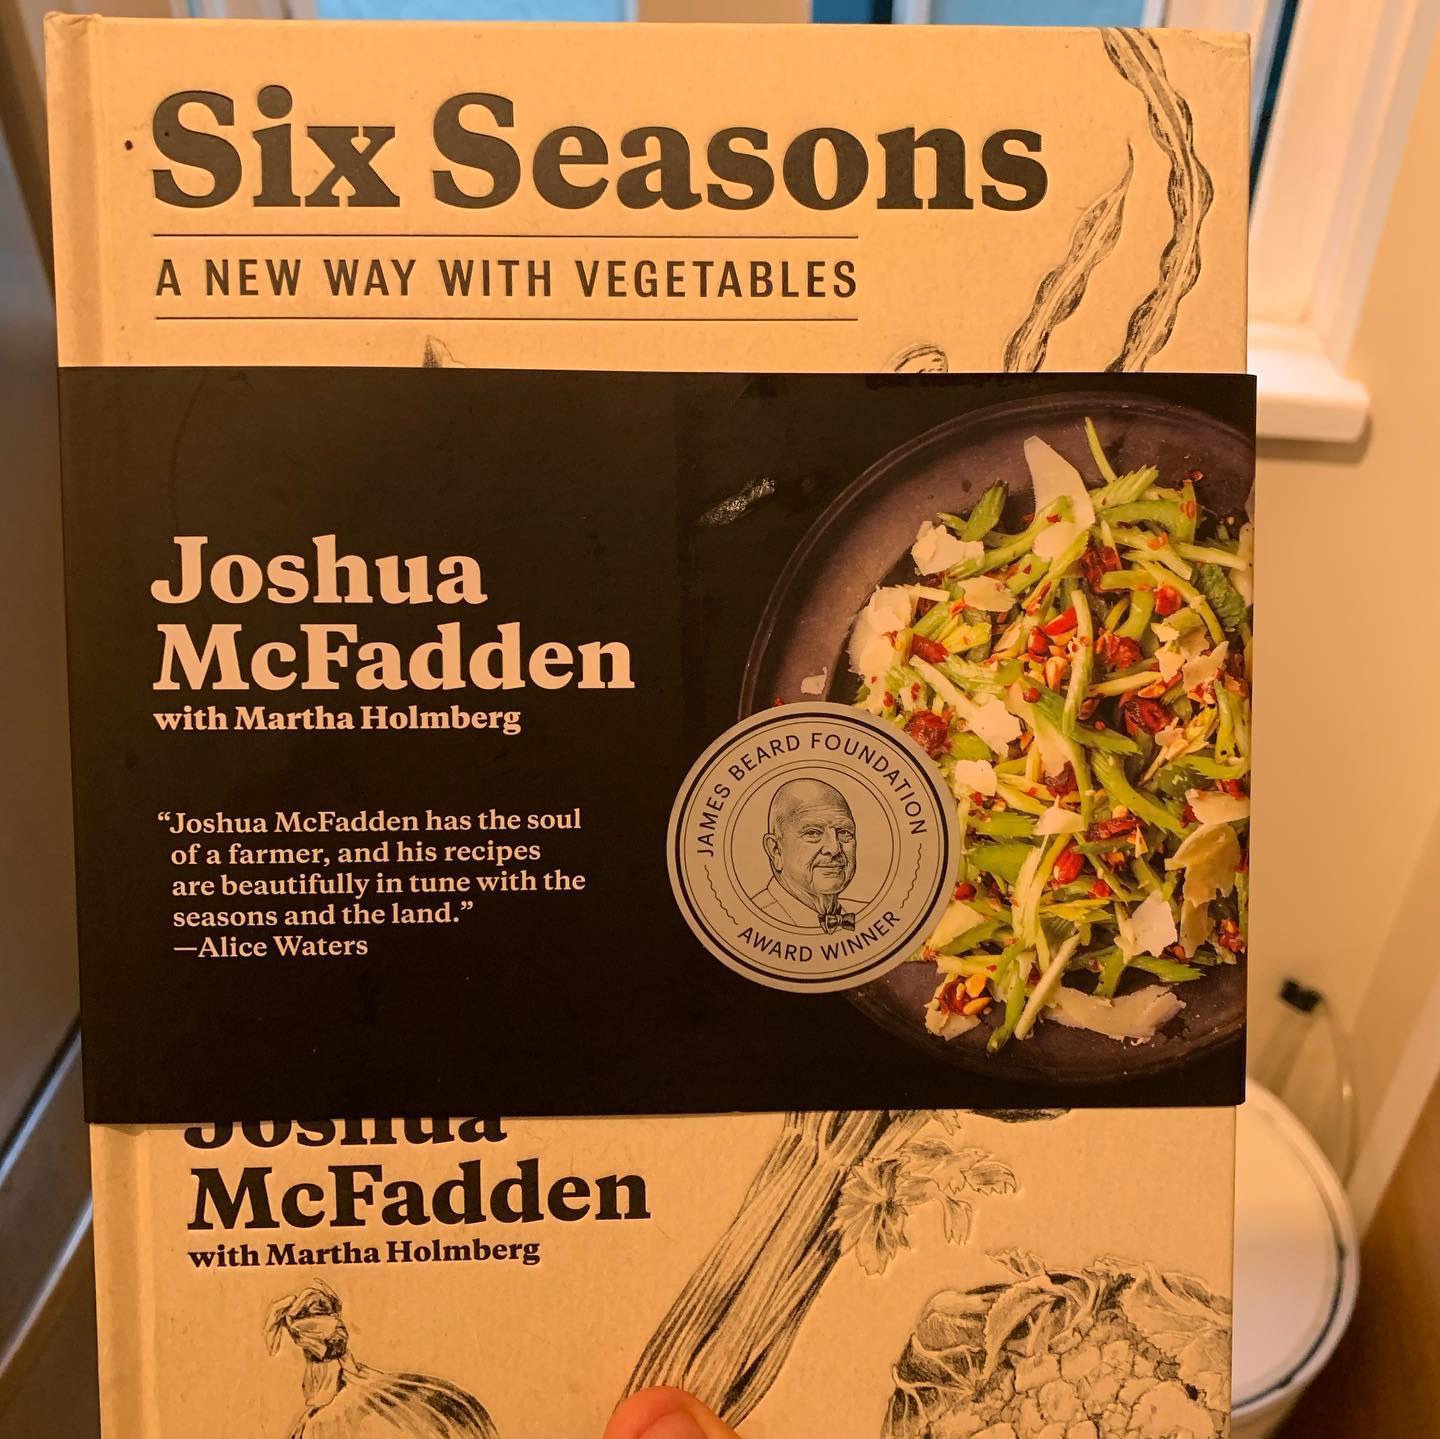 Six Seasons
A NEW WAY WITH VEGETABLES
Joshua
McFadden
with Martha Holmberg
“Joshua McFadden has the soul
of a farmer, and his recipes
are beautifully in tune with the
seasons and the land.”
—Alice Waters
JAMES BEARD FOUNDATION
AWARD WINNER
Joshua
McFadden
with Martha Holmberg